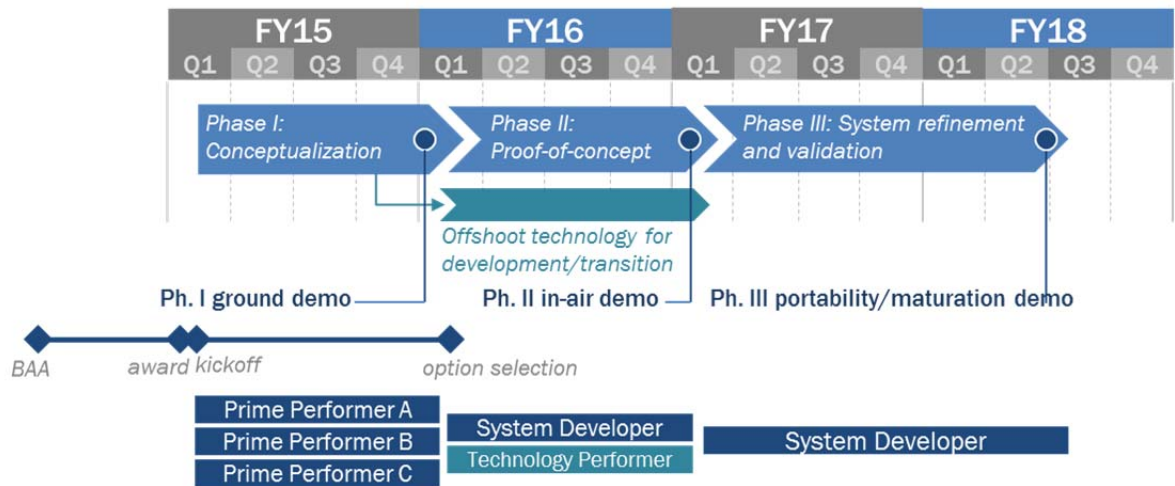 FY15 FY16 FY17 FY18
Q1 Q2 Q3 Q4 Q1 Q2 Q3 Q4 Q1 Q2 Q3 Q4 Q1 Q2 Q3 Q4
Phase I:
Conceptualization
Phase II:
Proof-of-concept
Phase III: System refinement
and validation
Offshoot technology for
development/transition
Ph. I ground demo
Ph. II in-air demo
Ph. III portability/maturation demo
BAA
award
kickoff
option selection
Prime Performer A
Prime Performer B
Prime Performer C
System Developer
Technology Performer
System Developer